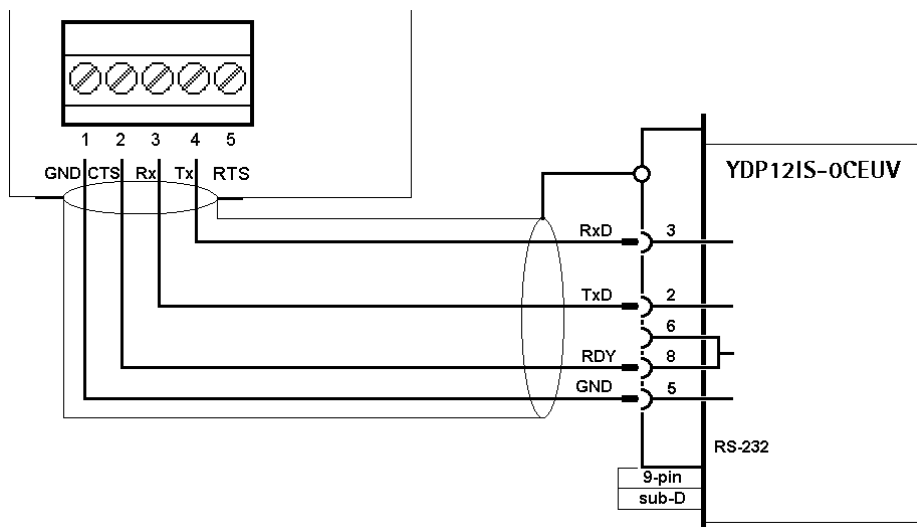 1 2 3 4 5
GND CTS Rx Tx RTS
YDP12IS-0CEUV
RxD 3
TxD 2
6
RDY 8
GND 5
RS-232
9-pin
sub-D